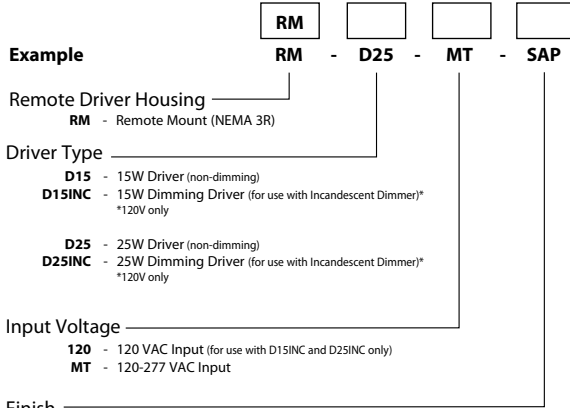 RM
Example RM - D25 - MT - SAP
Remote Driver Housing
RM - Remote Mount (NEMA 3R)
Driver Type
D15 - 15W Driver (non-dimming)
D15INC - 15W Dimming Driver (for use with Incandescent Dimmer)*
*120V only
D25 - 25W Driver (non-dimming)
D25INC - 25W Dimming Driver (for use with Incandescent Dimmer)*
*120V only
Input Voltage
120 - 120 VAC Input (for use with D15INC and D25INC only)
MT - 120-277 VAC Input
Finish